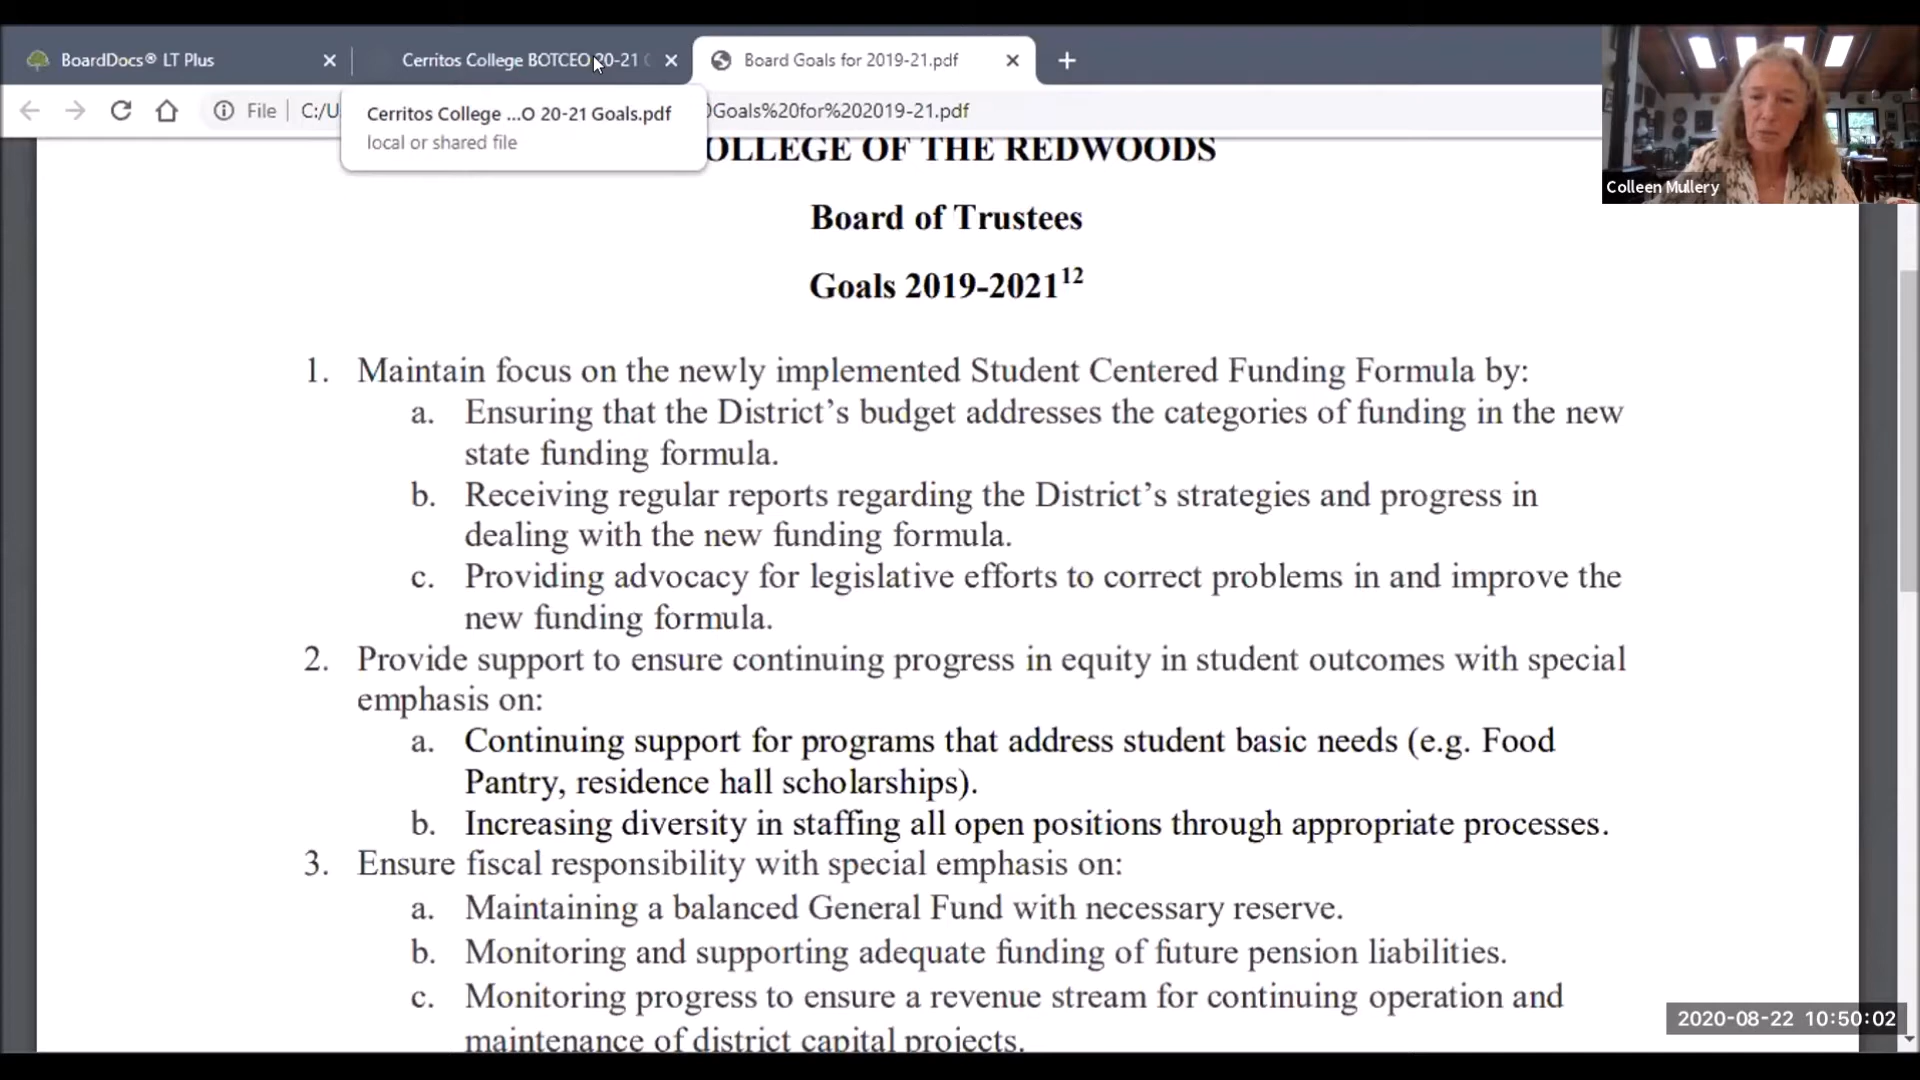 BoardDocs® LT Plus
Cerritos College BOTCEO 20-21
Board Goals for 2019-21.pdf
File
C:/U
Goals%20for%202019-21.pdf
Cerritos College ...O 20-21 Goals.pdf
local or shared file
Colleen Mullery
OLLEGE OF THE REDWOODS
Board of Trustees
Goals 2019-2021¹²
1. Maintain focus on the newly implemented Student Centered Funding Formula by:
a. Ensuring that the District’s budget addresses the categories of funding in the new
state funding formula.
b. Receiving regular reports regarding the District’s strategies and progress in
dealing with the new funding formula.
c. Providing advocacy for legislative efforts to correct problems in and improve the
new funding formula.
2. Provide support to ensure continuing progress in equity in student outcomes with special
emphasis on:
a. Continuing support for programs that address student basic needs (e.g. Food
Pantry, residence hall scholarships).
b. Increasing diversity in staffing all open positions through appropriate processes.
3. Ensure fiscal responsibility with special emphasis on:
a. Maintaining a balanced General Fund with necessary reserve.
b. Monitoring and supporting adequate funding of future pension liabilities.
c. Monitoring progress to ensure a revenue stream for continuing operation and
maintenance of district capital projects.
2020-08-22 10:50:02